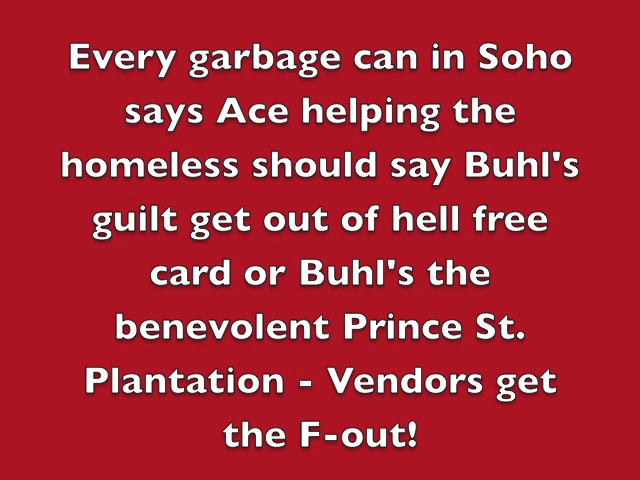 Every garbage can in Soho
says Ace helping the
homeless should say Buhl's
guilt get out of hell free
card or Buhl's the
benevolent Prince St.
Plantation - Vendors get
the F-out!